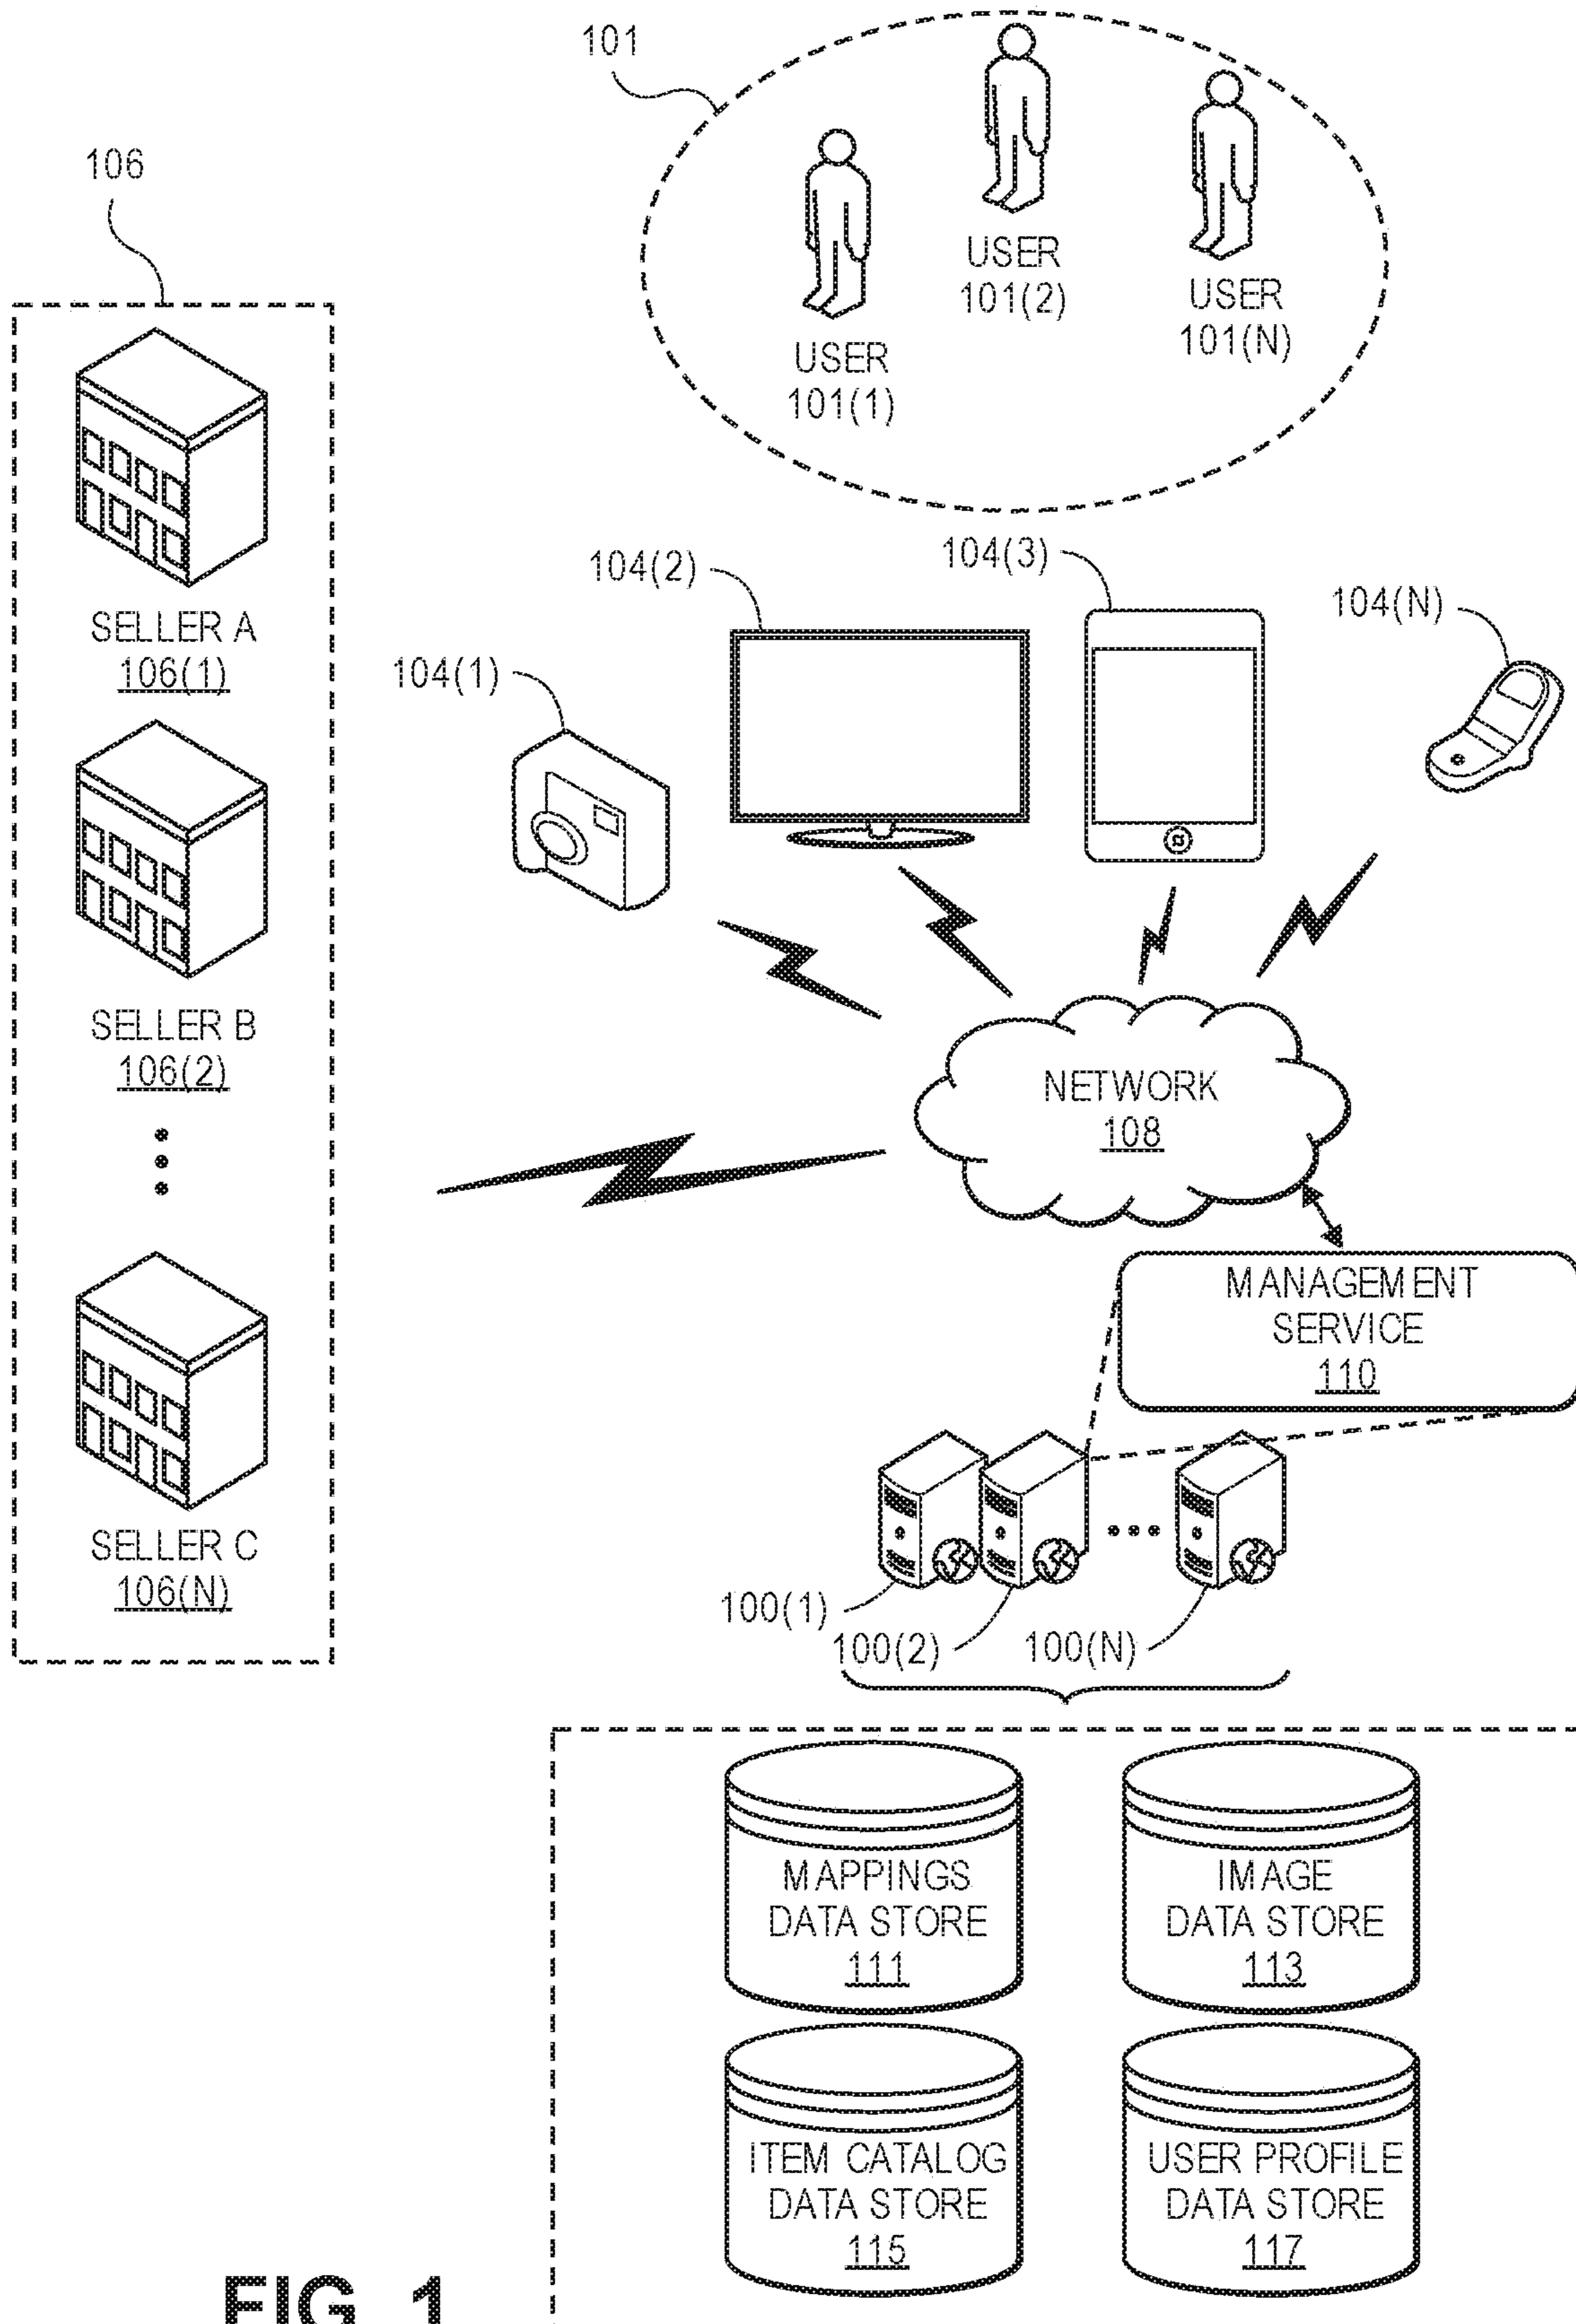 101
USER
101(2)
USER
101(N)
USER
101(1)
106
SELLER A
106(1)
SELLER B
106(2)
SELLER C
106(N)
104(1)
104(2)
104(3)
104(N)
NETWORK
108
MANAGEMENT
SERVICE
110
100(1)
100(2)
100(N)
MAPPINGS
DATA STORE
111
IMAGE
DATA STORE
113
ITEM CATALOG
DATA STORE
115
USER PROFILE
DATA STORE
117
FIG. 1